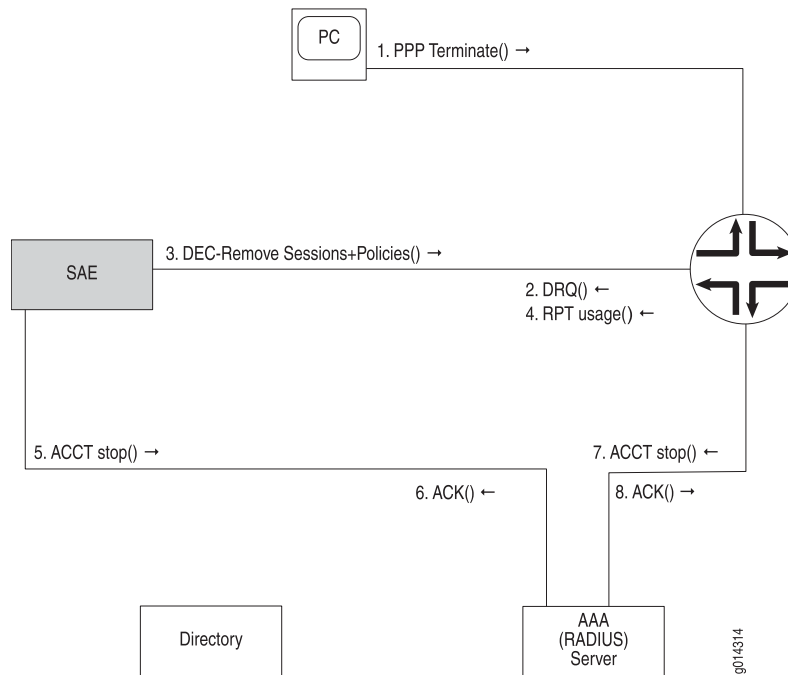 PC
1. PPP Terminate() →
SAE
3. DEC-Remove Sessions+Policies() →
2. DRQ() ←
4. RPT usage() ←
5. ACCT stop() →
7. ACCT stop() ←
6. ACK() ←
8. ACK() →
Directory
AAA
(RADIUS)
Server
g014314